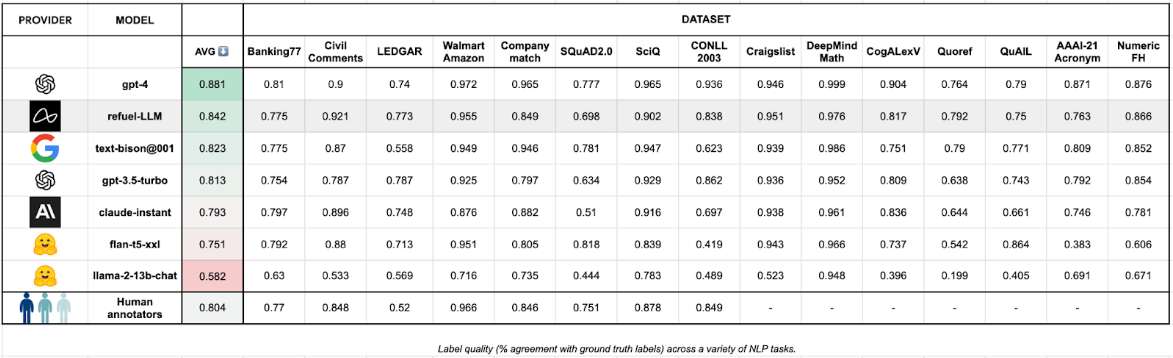 PROVIDER MODEL DATASET
AVG Banking77 Civil Comments LEDGAR Walmart Amazon Company match SQuAD2.0 SciQ CONLL 2003 Craigslist DeepMind Math CogALexV Quoref QuAIL AAAI-21 Acronym Numeric FH
gpt-4 0.881 0.81 0.9 0.74 0.972 0.965 0.777 0.965 0.936 0.946 0.999 0.904 0.764 0.79 0.871 0.876
refuel-LLM 0.842 0.775 0.921 0.773 0.955 0.849 0.698 0.902 0.838 0.951 0.976 0.817 0.792 0.75 0.763 0.866
text-bison@001 0.823 0.775 0.87 0.558 0.949 0.946 0.781 0.947 0.623 0.939 0.986 0.751 0.79 0.771 0.809 0.852
gpt-3.5-turbo 0.813 0.754 0.787 0.787 0.925 0.797 0.634 0.929 0.862 0.936 0.952 0.809 0.638 0.743 0.792 0.854
A\ claude-instant 0.793 0.797 0.896 0.748 0.876 0.882 0.51 0.916 0.697 0.938 0.961 0.836 0.644 0.661 0.746 0.781
flan-t5-xxl 0.751 0.792 0.88 0.713 0.951 0.805 0.818 0.839 0.419 0.943 0.966 0.737 0.542 0.864 0.383 0.606
llama-2-13b-chat 0.582 0.63 0.533 0.569 0.716 0.735 0.444 0.783 0.489 0.523 0.948 0.396 0.199 0.405 0.691 0.671
Human annotators 0.804 0.77 0.848 0.52 0.966 0.846 0.751 0.878 0.849 - - - - - - -
Label quality (% agreement with ground truth labels) across a variety of NLP tasks.